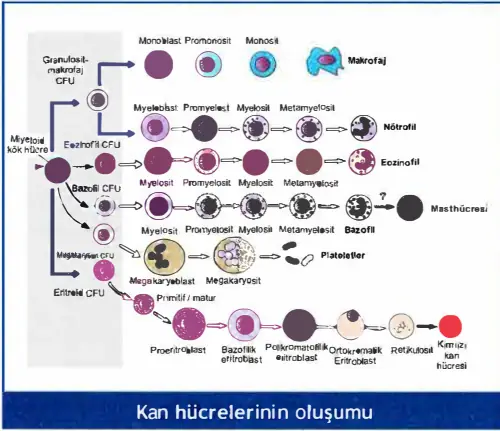 Monoblast Promonosit Monosit
Makrofaj
Granulosit-
makrofaj
CFU
Myeloblast Promyelosit Myelosit Metamyelosit
Nötrofil
Miyeloid
kök hücre
Eozinofil CFU
Eozinofil
Bazofil CFU
Myelosit Promyelosit Myelosit Metamyelosit
?
Masthücresi
Myelosit Promyelosit Myelosit Metamyelosit Bazofil
Megakaryosit CFU
Plateletler
Megakaryoblast Megakaryosit
Eritroid CFU
Primitif / matur
Proeritroblast
Bazofilik
eritroblast
Polikromatofilik
eritroblast
Ortokromatik
Eritroblast
Retikulosit
Kırmızı
kan
hücresi
Kan hücrelerinin oluşumu